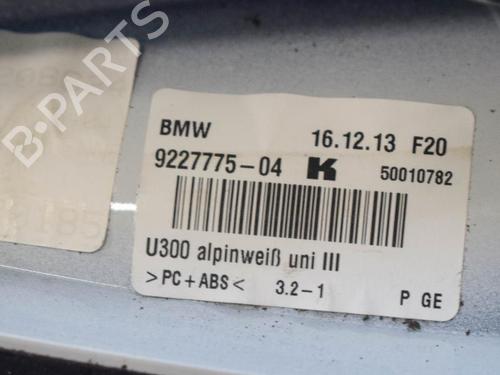 B-PARTS
BMW 16.12.13 F20
9227775-04 K 50010782
U300 alpinweiß uni III
>PC+ABS< 3.2-1 P GE